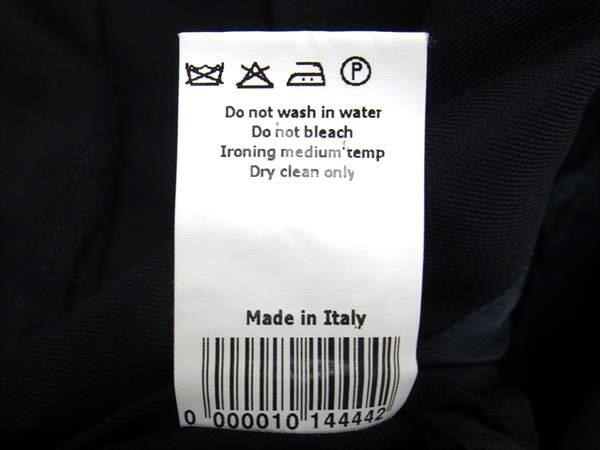 P
Do not wash in water
Do not bleach
Ironing medium temp
Dry clean only
Made in Italy
0 000010 144442